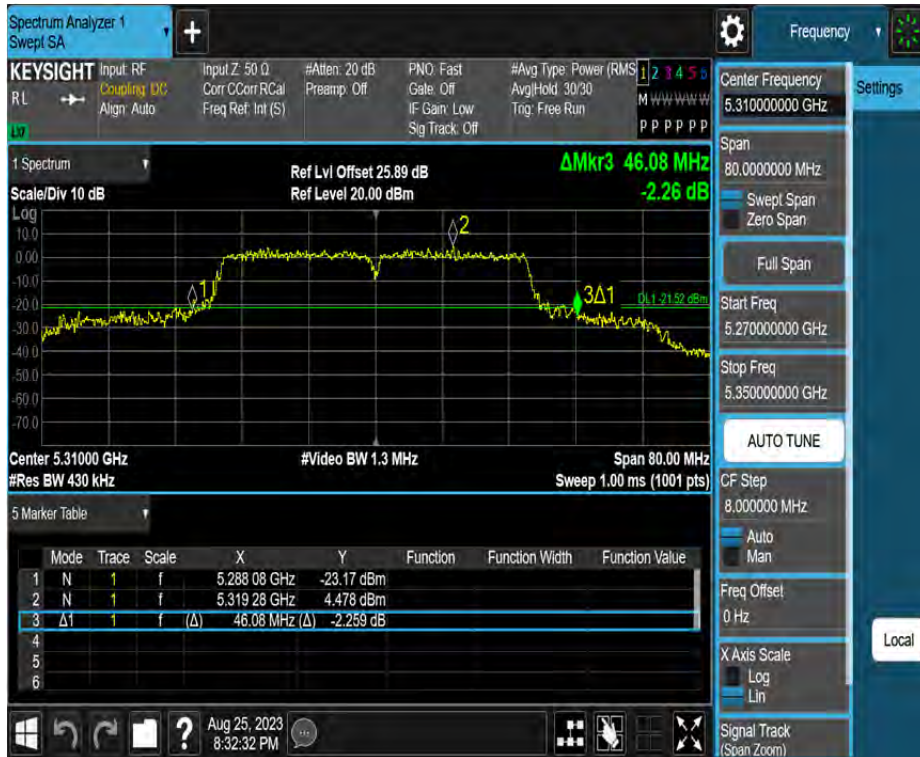 Spectrum Analyzer 1
Swept SA
+
Frequency
KEYSIGHT
RL
LXI
Input: RF
Coupling: DC
Align: Auto
Input Z: 50 Ω
Corr CCorr RCal
Freq Ref: Int (S)
#Atten: 20 dB
Preamp: Off
PNO: Fast
Gate: Off
IF Gain: Low
Sig Track: Off
#Avg Type: Power (RMS
Avg|Hold: 30/30
Trig: Free Run
1 2 3 4 5 6
M W W W W W
P P P P P P
1 Spectrum
Scale/Div 10 dB
Ref Lvl Offset 25.89 dB
Ref Level 20.00 dBm
ΔMkr3 46.08 MHz
-2.26 dB
Log
10.0
0.00
-10.0
-20.0
-30.0
-40.0
-50.0
-60.0
-70.0
1
2
3Δ1
DL1 -21.52 dBm
Center 5.31000 GHz
#Video BW 1.3 MHz
Span 80.00 MHz
#Res BW 430 kHz
Sweep 1.00 ms (1001 pts)
5 Marker Table
Mode Trace Scale X Y Function Function Width Function Value
1 N 1 f 5.288 08 GHz -23.17 dBm
2 N 1 f 5.319 28 GHz 4.478 dBm
3 Δ1 1 f (Δ) 46.08 MHz (Δ) -2.259 dB
4
5
6
?
Aug 25, 2023
8:32:32 PM
Center Frequency
5.310000000 GHz
Span
80.0000000 MHz
Swept Span
Zero Span
Full Span
Start Freq
5.270000000 GHz
Stop Freq
5.350000000 GHz
AUTO TUNE
CF Step
8.000000 MHz
Auto
Man
Freq Offset
0 Hz
X Axis Scale
Log
Lin
Signal Track
(Span Zoom)
Settings
Local